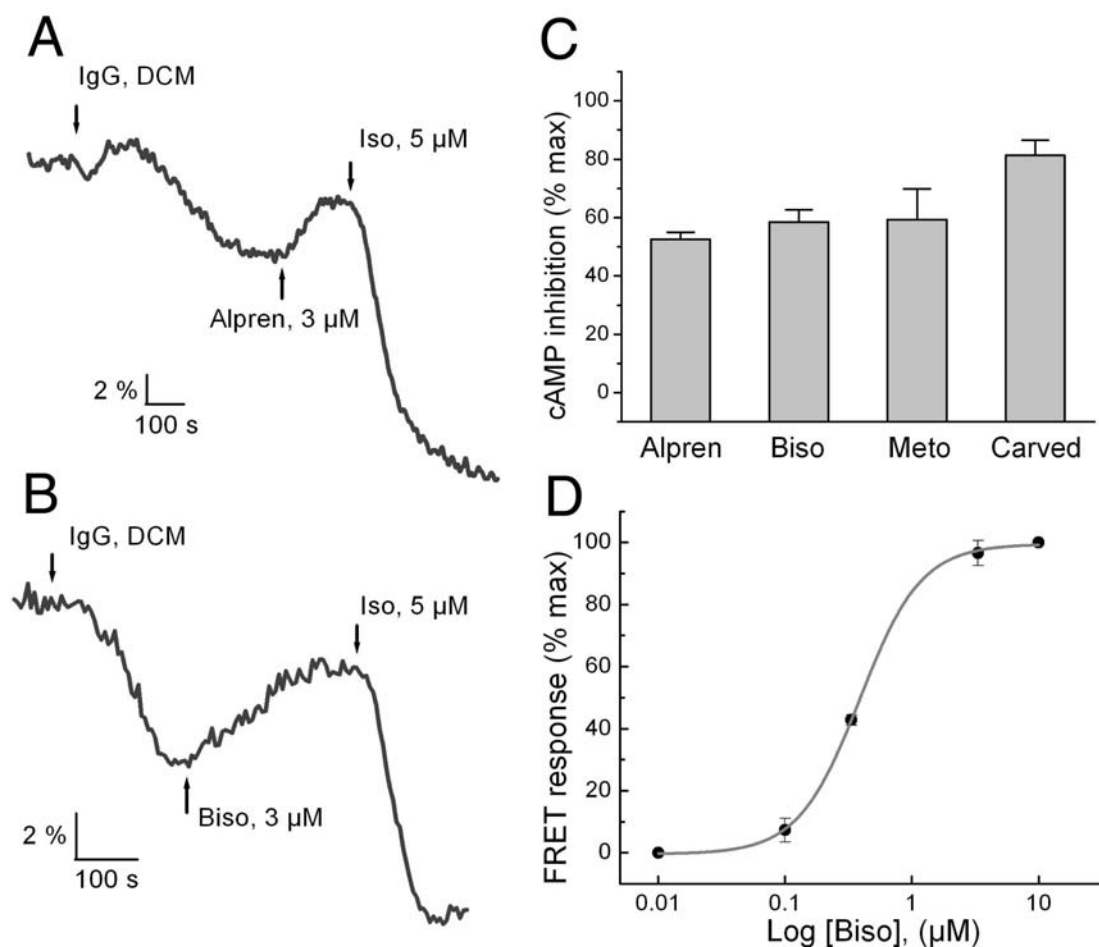 A
IgG, DCM
Iso, 5 µM
Alpren, 3 µM
2 %
100 s
B
IgG, DCM
Iso, 5 µM
Biso, 3 µM
2 %
100 s
C
cAMP inhibition (% max)
100
80
60
40
20
0
Alpren Biso Meto Carved
D
FRET response (% max)
100
80
60
40
20
0
0.01 0.1 1 10
Log [Biso], (µM)